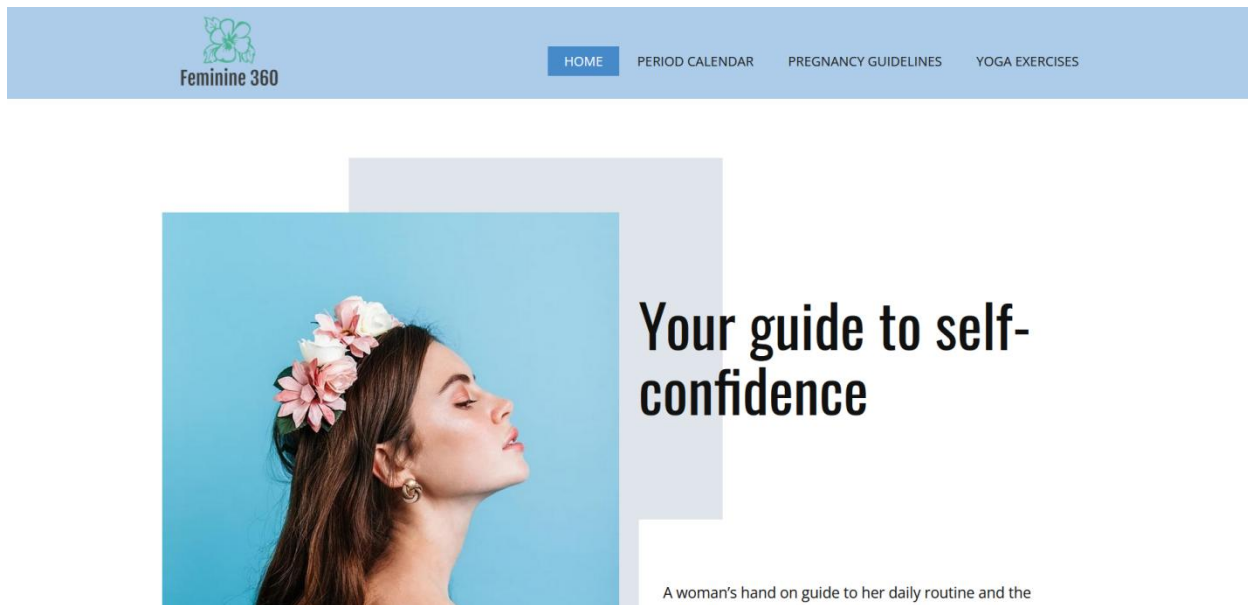 Feminine 360
HOME PERIOD CALENDAR PREGNANCY GUIDELINES YOGA EXERCISES
Your guide to self-
confidence
A woman's hand on guide to her daily routine and the